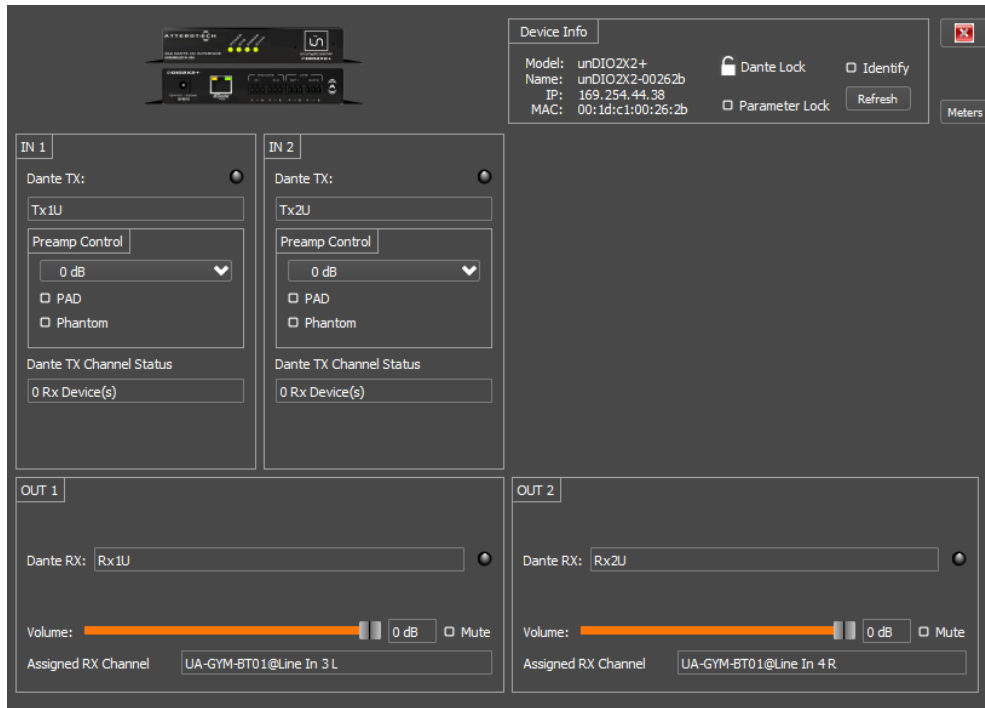 ATTEROTECH
Device Info
Model: unDIO2X2+
Name: unDIO2X2-00262b
IP: 169.254.44.38
MAC: 00:1d:c1:00:26:2b
Dante Lock
Identify
Parameter Lock
Refresh
Meters
IN 1
Dante TX:
Tx1U
Preamp Control
0 dB
PAD
Phantom
Dante TX Channel Status
0 Rx Device(s)
IN 2
Dante TX:
Tx2U
Preamp Control
0 dB
PAD
Phantom
Dante TX Channel Status
0 Rx Device(s)
OUT 1
Dante RX: Rx1U
Volume: 0 dB Mute
Assigned RX Channel UA-GYM-BT01@Line In 3 L
OUT 2
Dante RX: Rx2U
Volume: 0 dB Mute
Assigned RX Channel UA-GYM-BT01@Line In 4 R